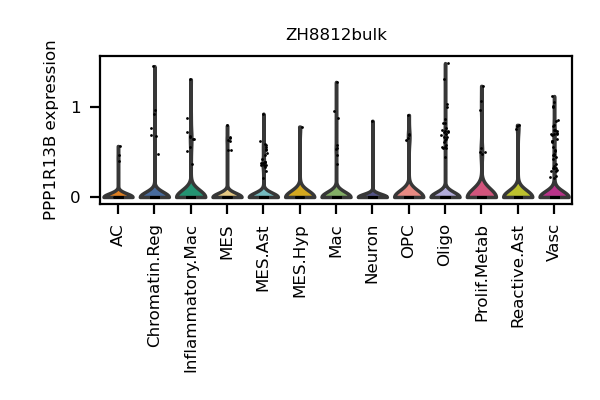 ZH8812bulk
PPP1R13B expression
1
0
AC
Chromatin.Reg
Inflammatory.Mac
MES
MES.Ast
MES.Hyp
Mac
Neuron
OPC
Oligo
Prolif.Metab
Reactive.Ast
Vasc